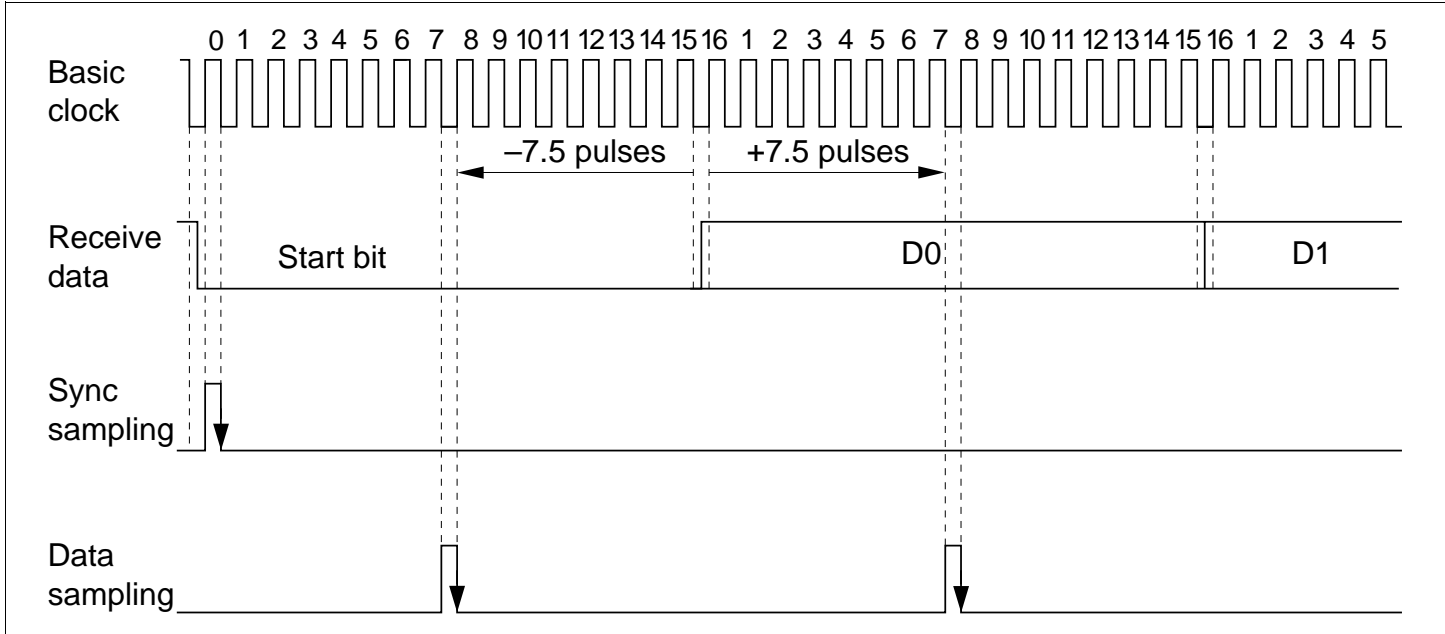 0 1 2 3 4 5 6 7 8 9 10 11 12 13 14 15 16 1 2 3 4 5 6 7 8 9 10 11 12 13 14 15 16 1 2 3 4 5
Basic
clock
–7.5 pulses +7.5 pulses
Receive
data
Start bit D0 D1
Sync
sampling
Data
sampling